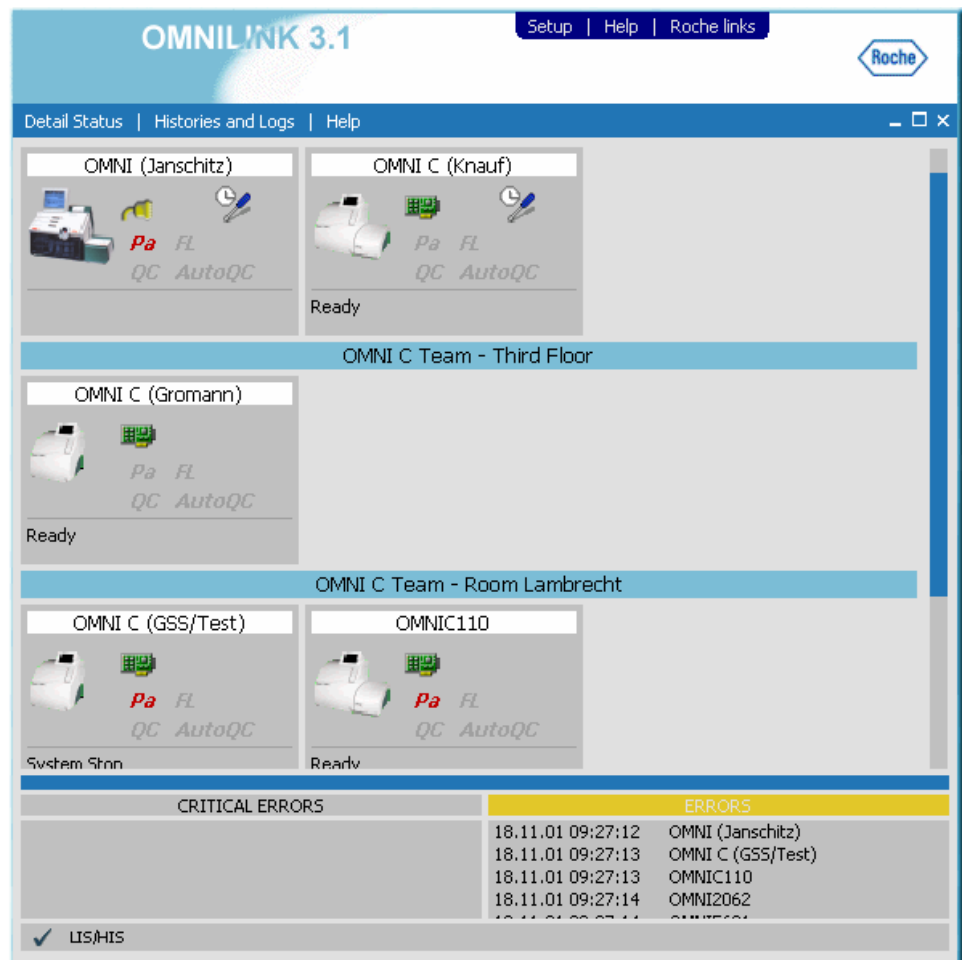 OMNILINK 3.1
Setup | Help | Roche links
Roche
Detail Status | Histories and Logs | Help
OMNI (Janschitz)
Pa FL
QC AutoQC
OMNI C (Knauf)
Pa FL
QC AutoQC
Ready
OMNI C Team - Third Floor
OMNI C (Gromann)
Pa FL
QC AutoQC
Ready
OMNI C Team - Room Lambrecht
OMNI C (GSS/Test)
Pa FL
QC AutoQC
System Stop
OMNIC110
Pa FL
QC AutoQC
Ready
CRITICAL ERRORS
ERRORS
18.11.01 09:27:12 OMNI (Janschitz)
18.11.01 09:27:13 OMNI C (GSS/Test)
18.11.01 09:27:13 OMNIC110
18.11.01 09:27:14 OMNI2062
LIS/HIS